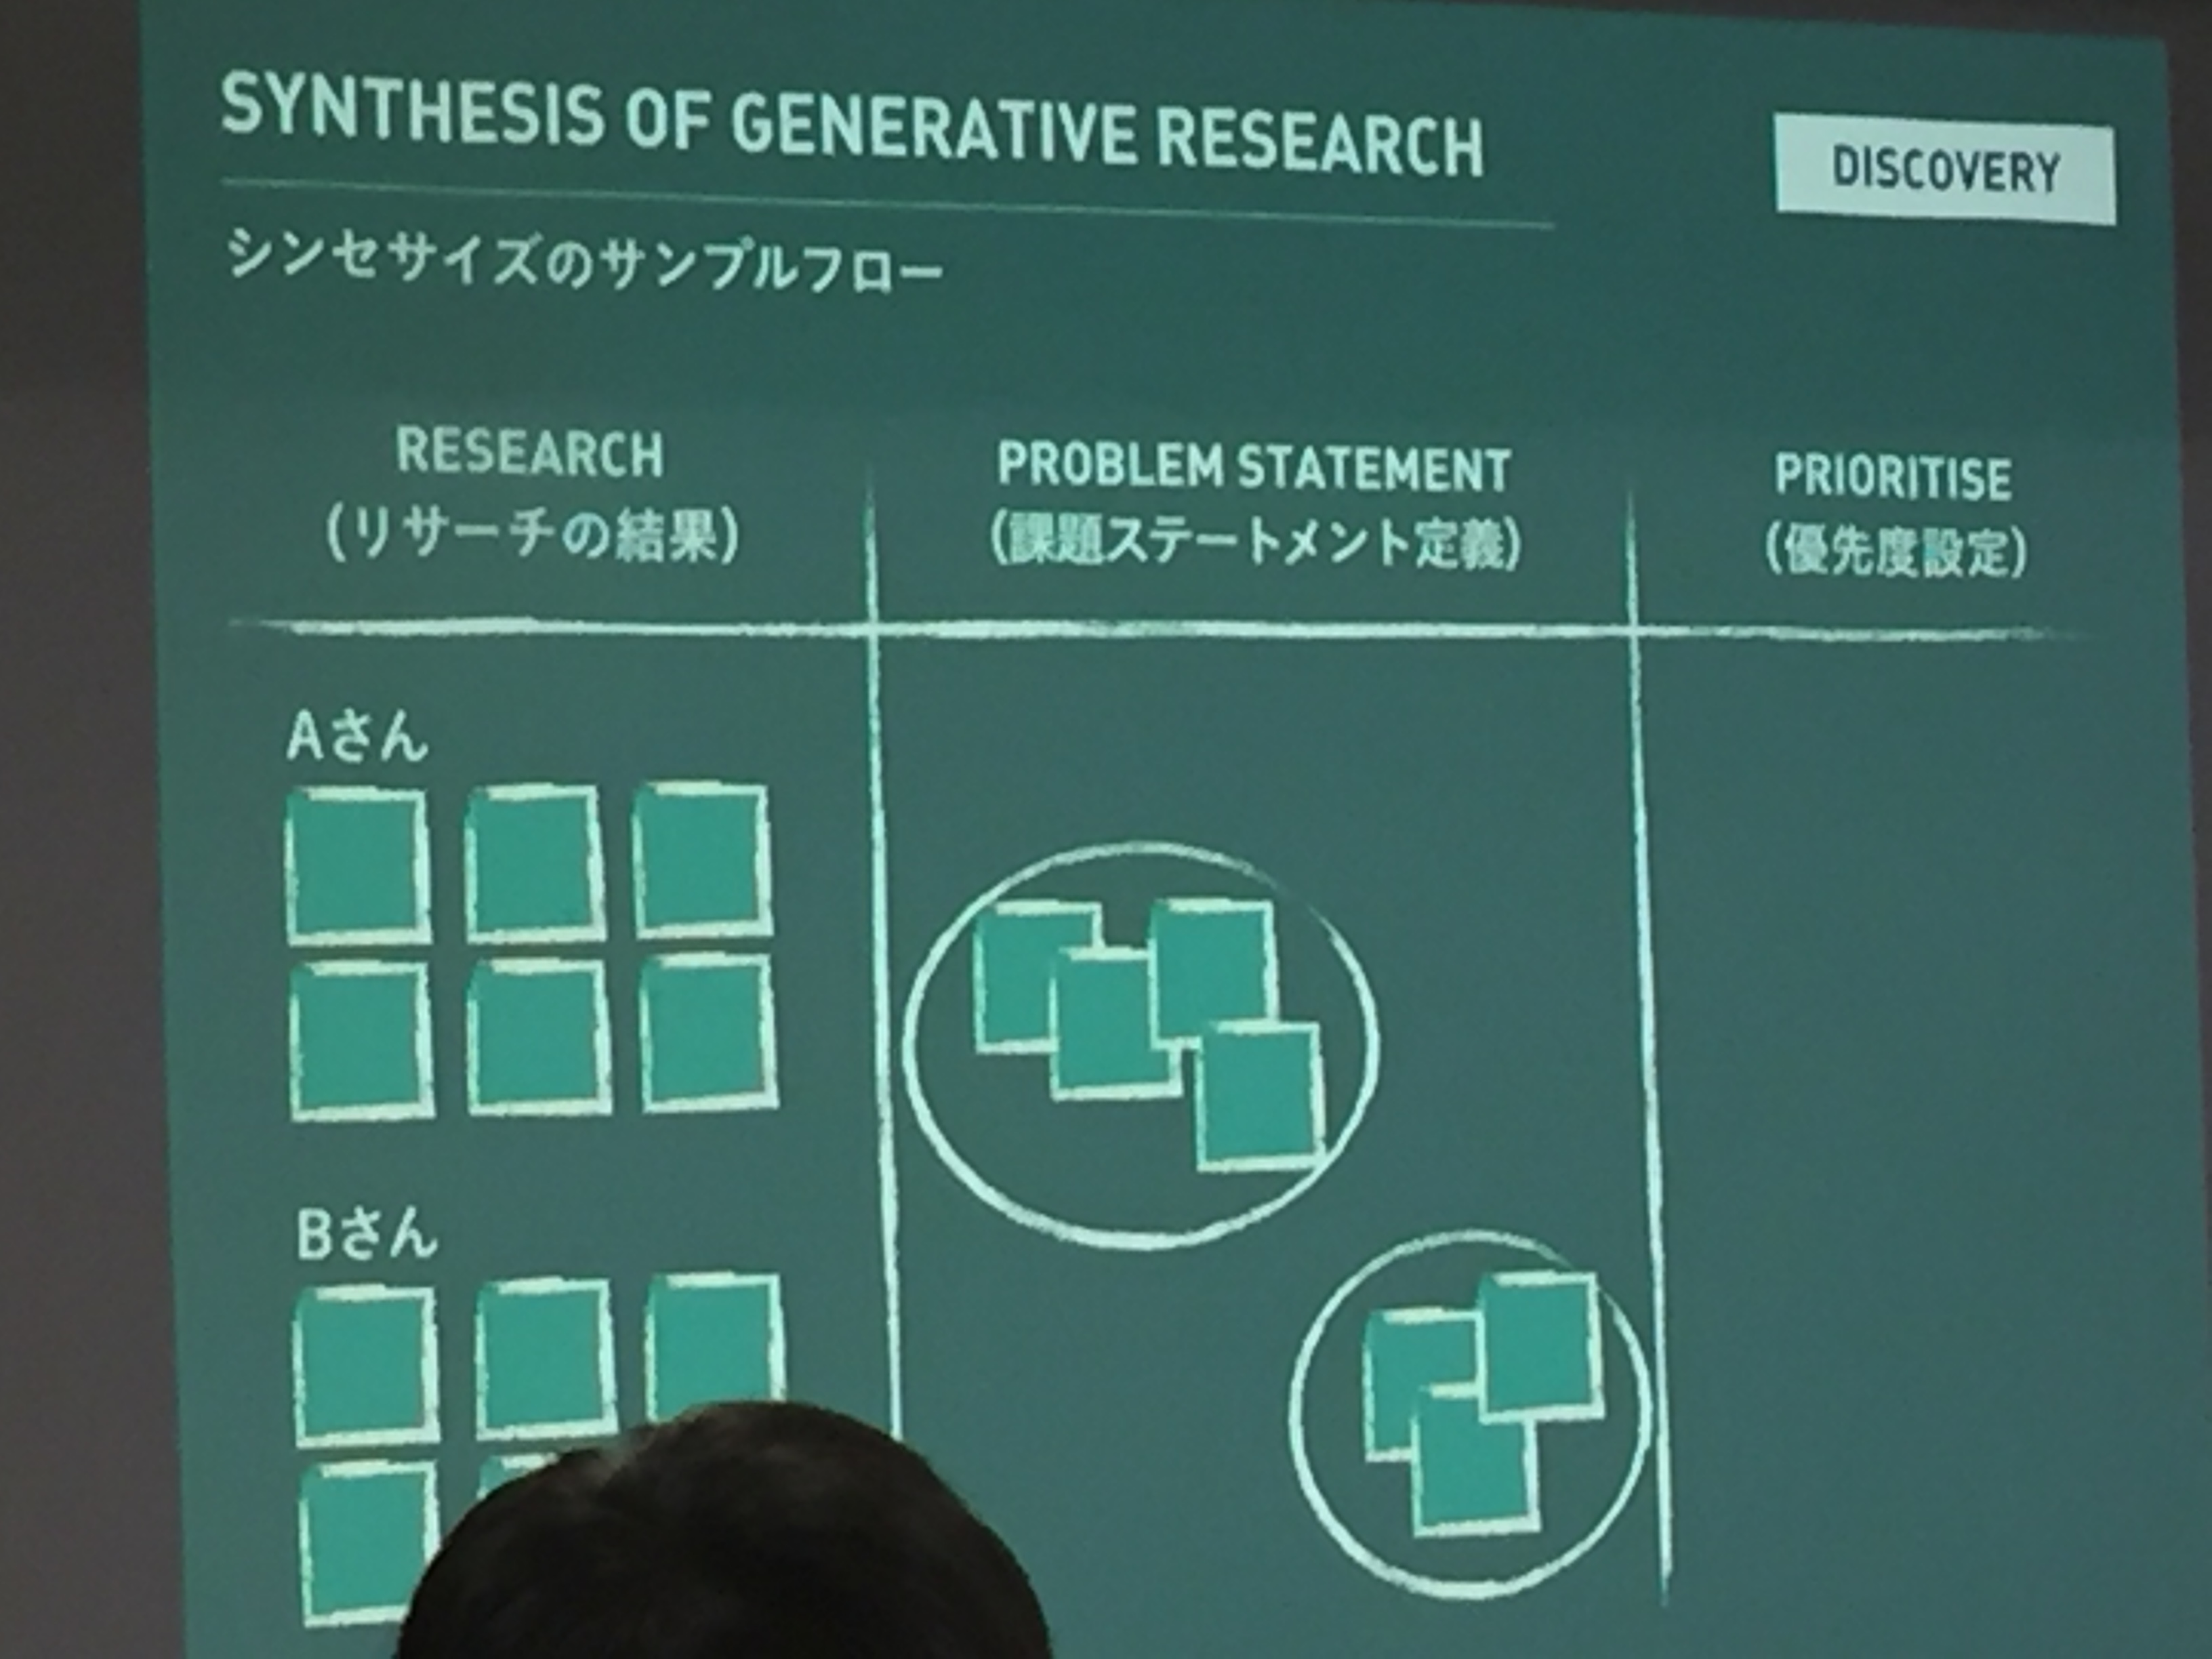 SYNTHESIS OF GENERATIVE RESEARCH
DISCOVERY
シンセサイズのサンプルフロー
RESEARCH
(リサーチの結果)
PROBLEM STATEMENT
(課題ステートメント定義)
PRIORITISE
(優先度設定)
Aさん
Bさん